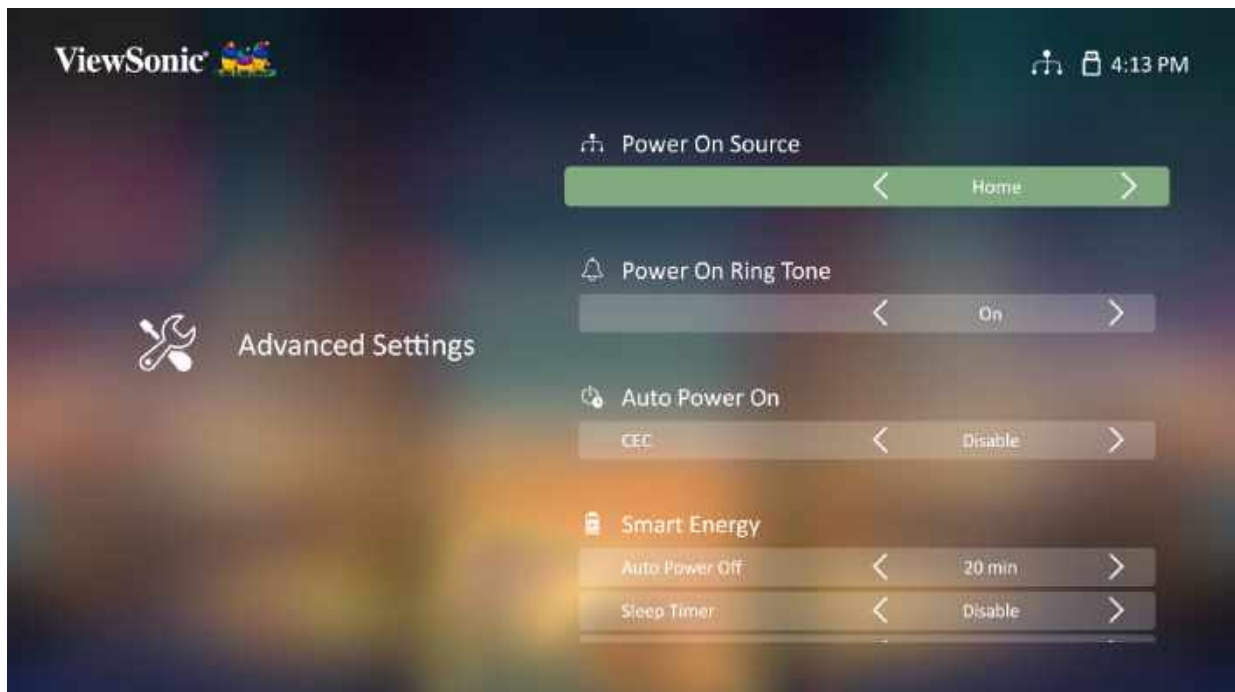 ViewSonic
4:13 PM
Power On Source
Home
Power On Ring Tone
On
Advanced Settings
Auto Power On
CEC Disable
Smart Energy
Auto Power Off 20 min
Sleep Timer Disable